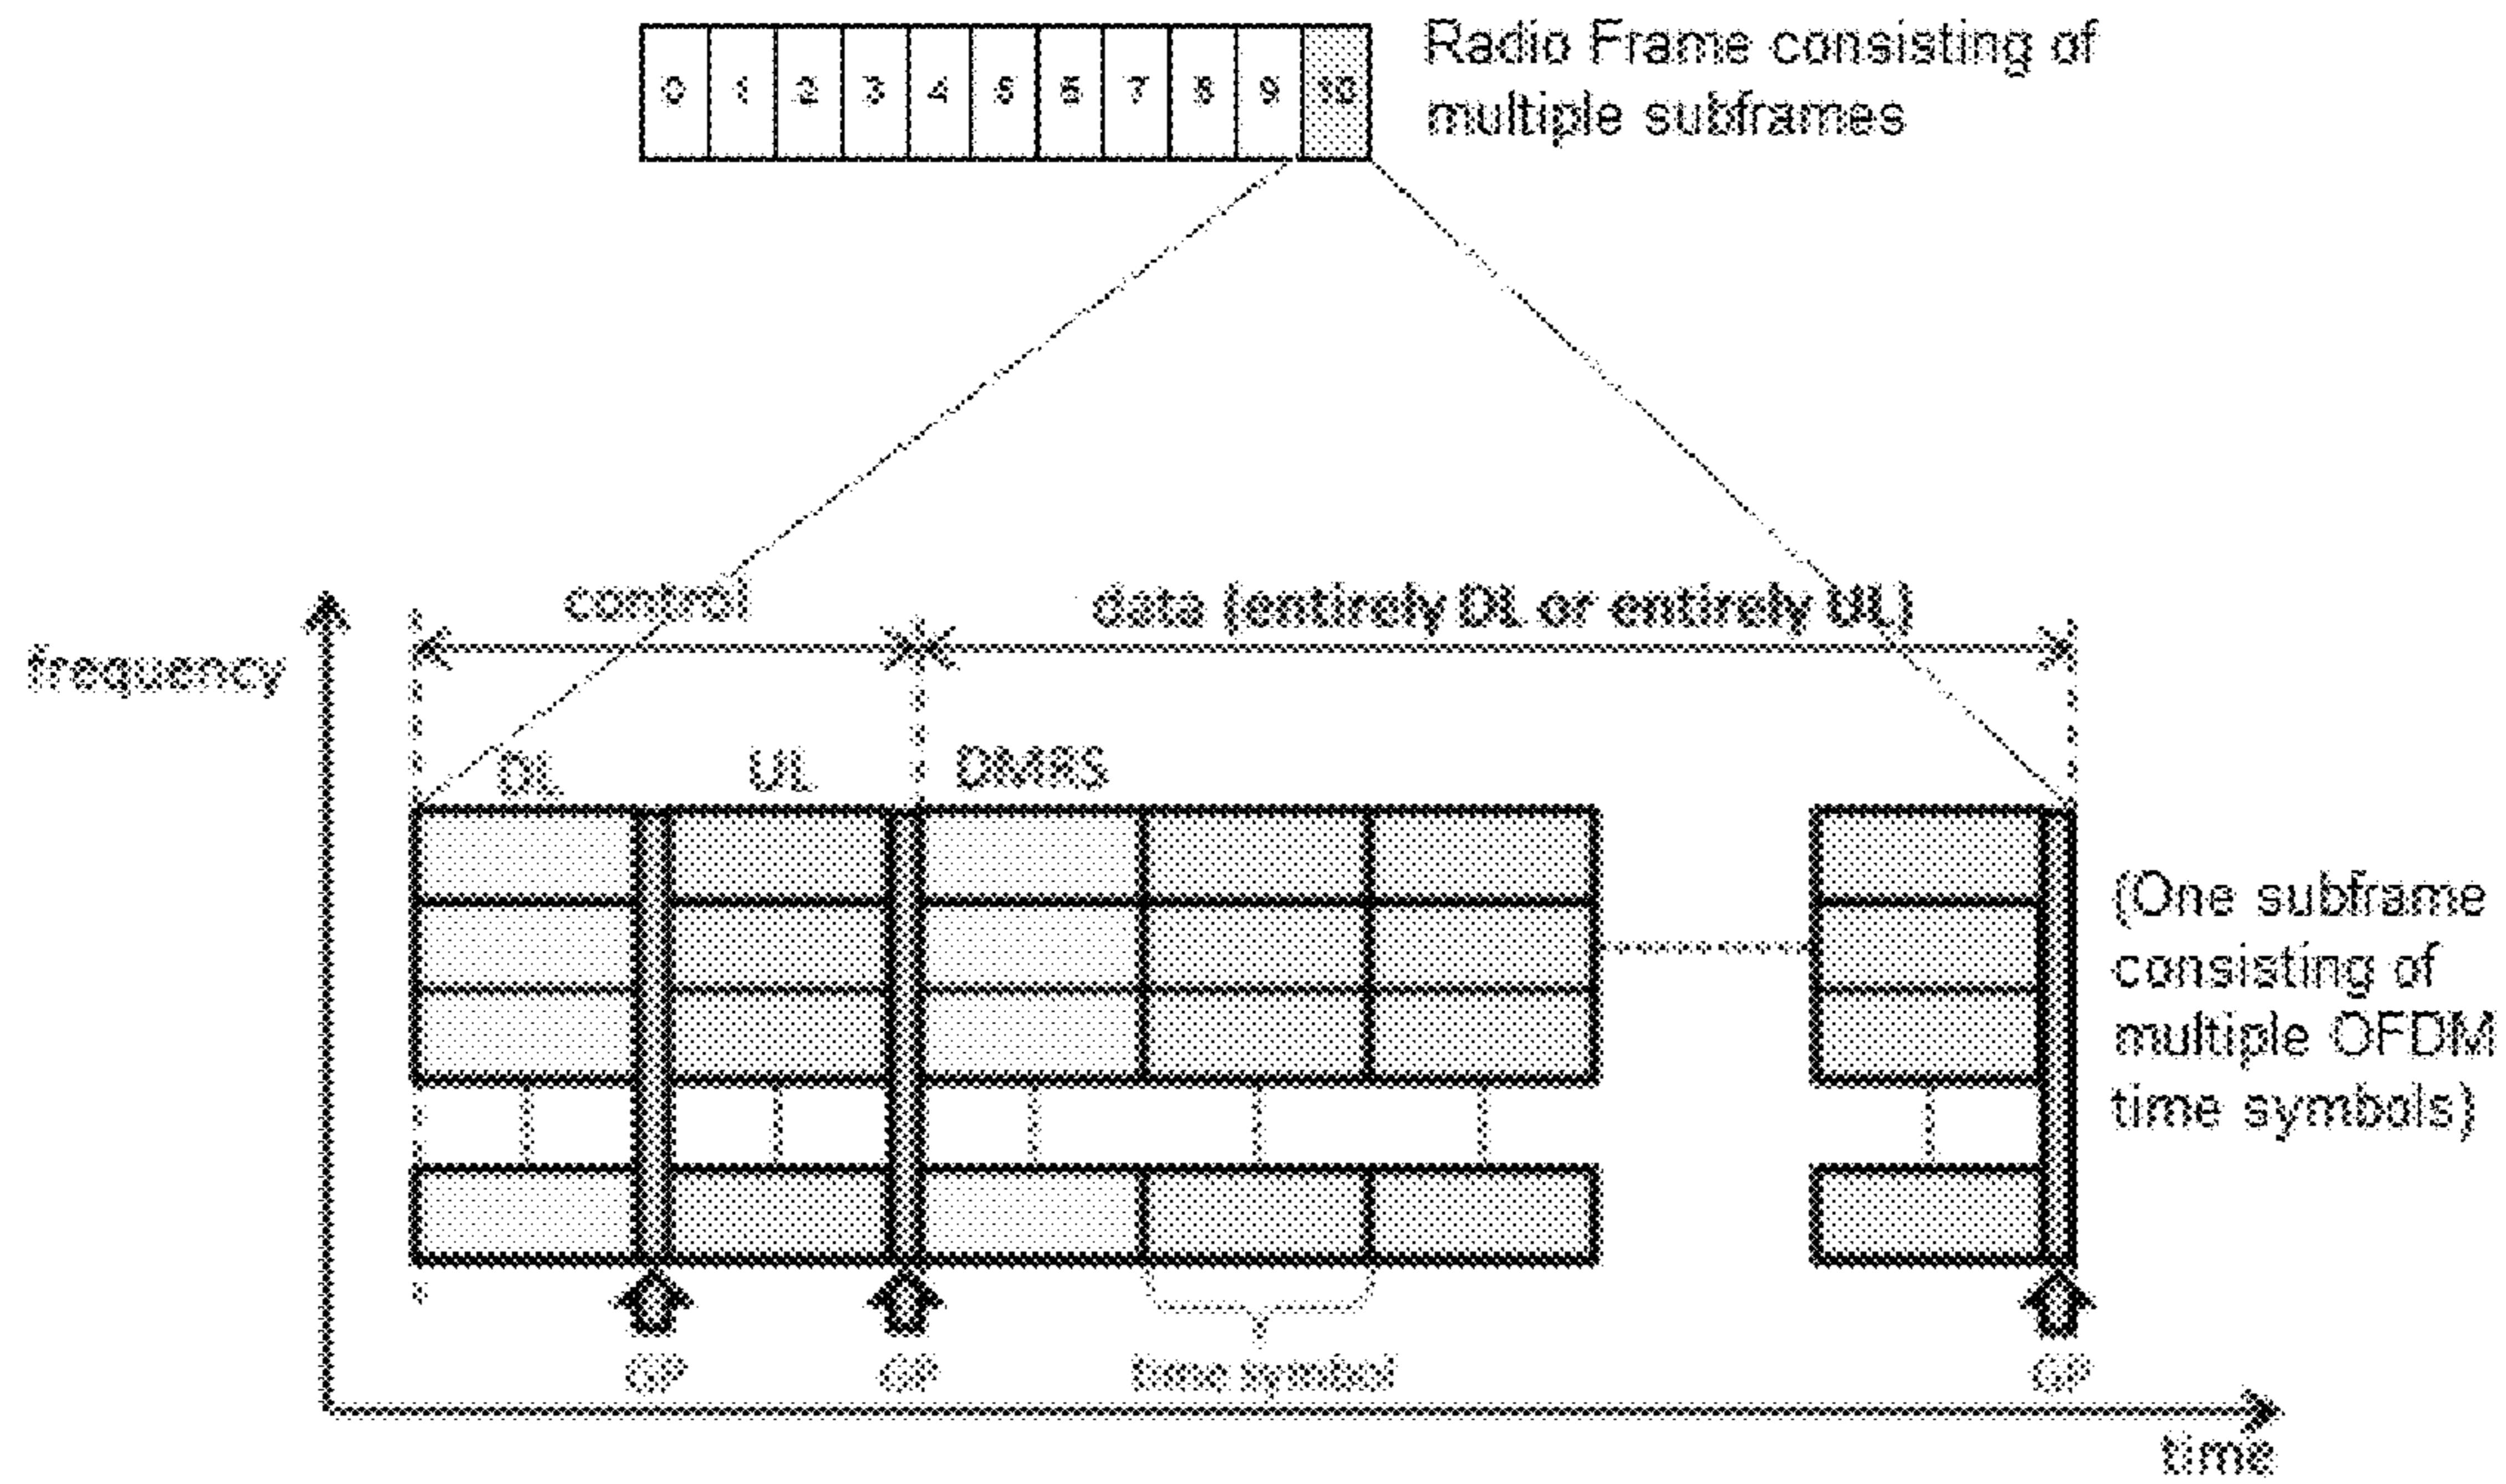 0 1 2 3 4 5 6 7 8 9 10
Radio Frame consisting of
multiple subframes
control
data (entirely DL or entirely UL)
frequency
DL
UL
DMRS
(One subframe
consisting of
multiple OFDM
time symbols)
GP
GP
time symbol
GP
time